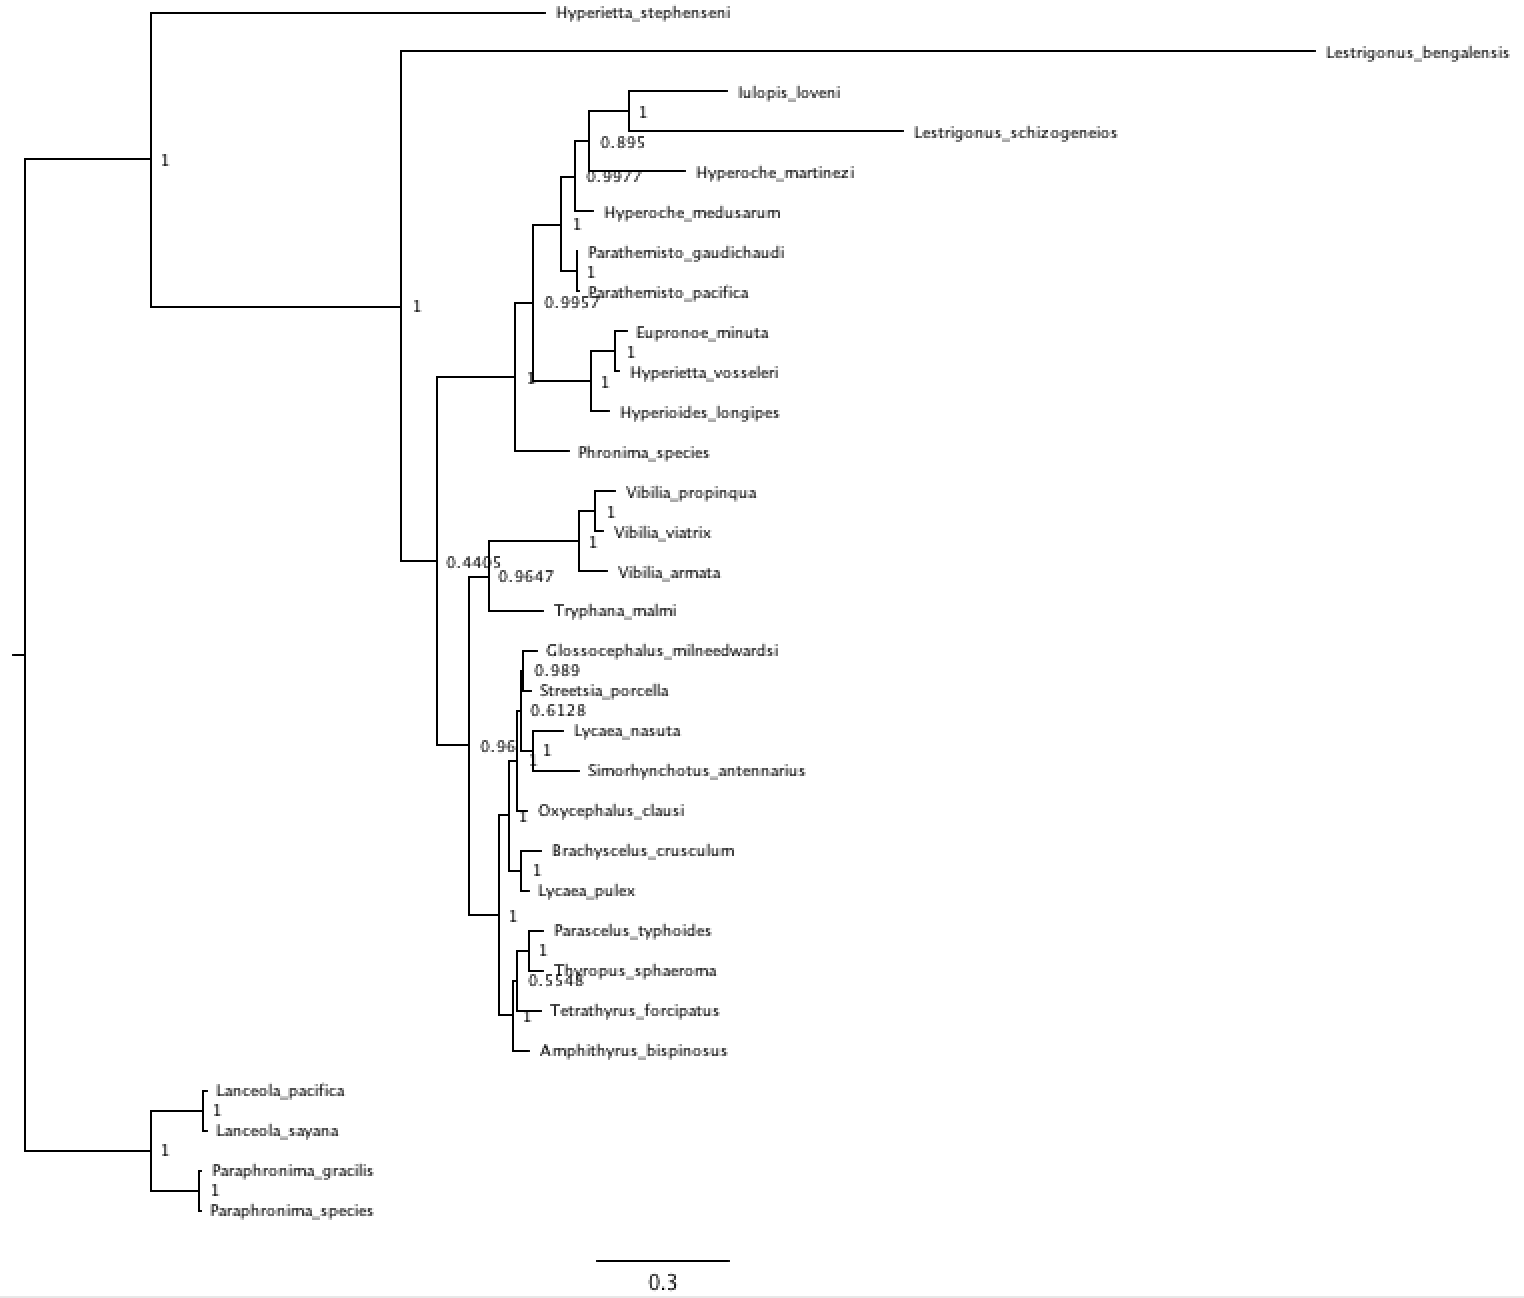 Hyperietta_stephenseni
Lestrigonus_bengalensis
Iulopis_loveni
1
Lestrigonus_schizogeneios
0.895
Hyperoche_martinezi
0.9977
1
Hyperoche_medusarum
1
Parathemisto_gaudichaudi
1
Parathemisto_pacifica
0.9957
1
Eupronoe_minuta
1
Hyperietta_vosseleri
1
1
Hyperioides_longipes
Phronima_species
Vibilia_propinqua
1
Vibilia_viatrix
1
0.4405
Vibilia_armata
0.9647
Tryphana_malmi
Glossocephalus_milneedwardsi
0.989
Streetsia_porcella
0.6128
Lycaea_nasuta
0.96
1
1
Simorhynchotus_antennarius
Oxycephalus_clausi
1
Brachyscelus_crusculum
1
Lycaea_pulex
1
Parascelus_typhoides
1
Thyropus_sphaeroma
0.5548
Tetrathyrus_forcipatus
1
Amphithyrus_bispinosus
Lanceola_pacifica
1
Lanceola_sayana
1
Paraphronima_gracilis
1
Paraphronima_species
0.3